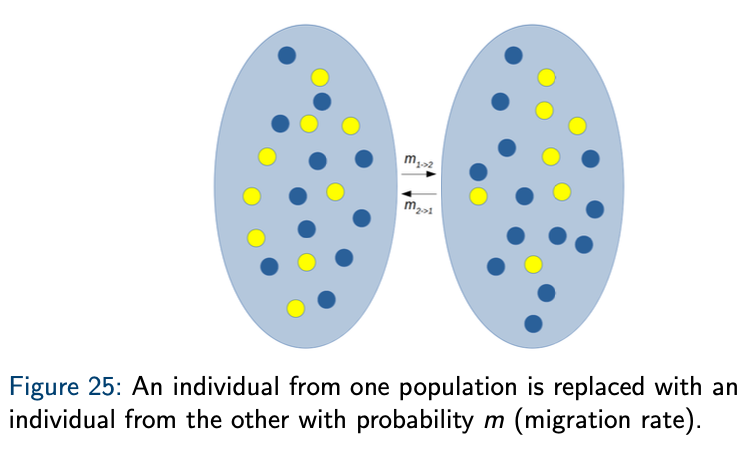 m1->2
m2->1
Figure 25: An individual from one population is replaced with an
individual from the other with probability m (migration rate).